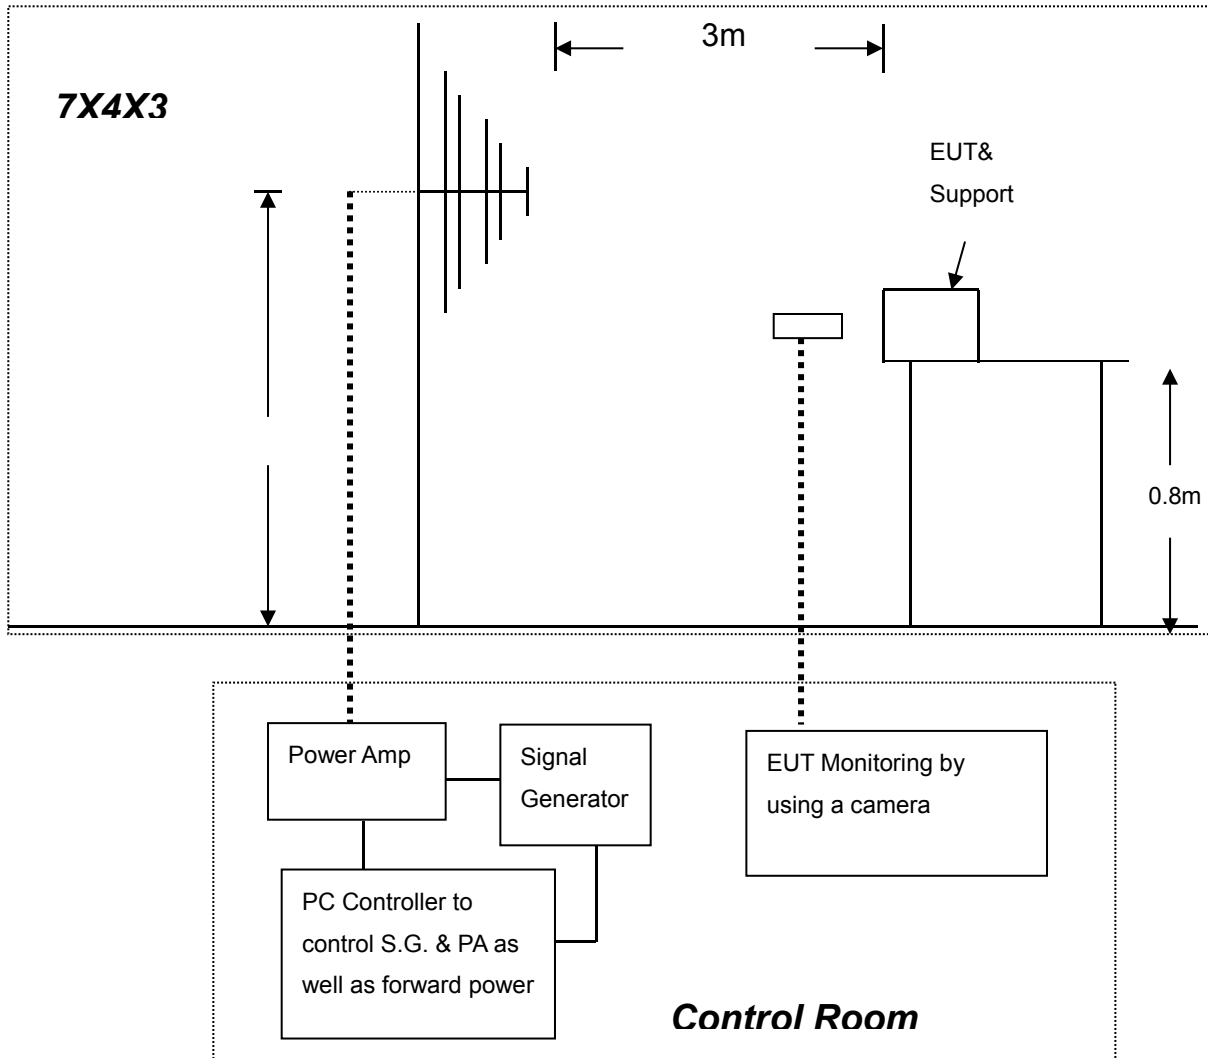 3m
7X4X3
EUT&
Support
0.8m
Power Amp
Signal
Generator
EUT Monitoring by
using a camera
PC Controller to
control S.G. & PA as
well as forward power
Control Room